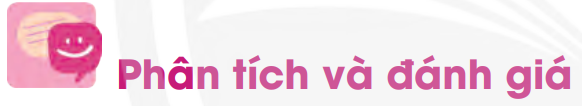 Phân tích và đánh giá